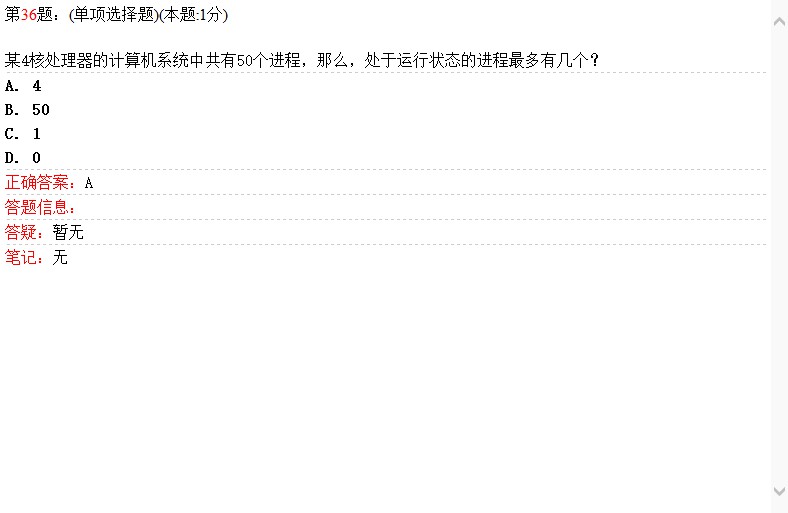 第36题：(单项选择题)(本题:1分)
某4核处理器的计算机系统中共有50个进程，那么，处于运行状态的进程最多有几个？
A. 4
B. 50
C. 1
D. 0
正确答案：A
答题信息：
答疑：暂无
笔记：无